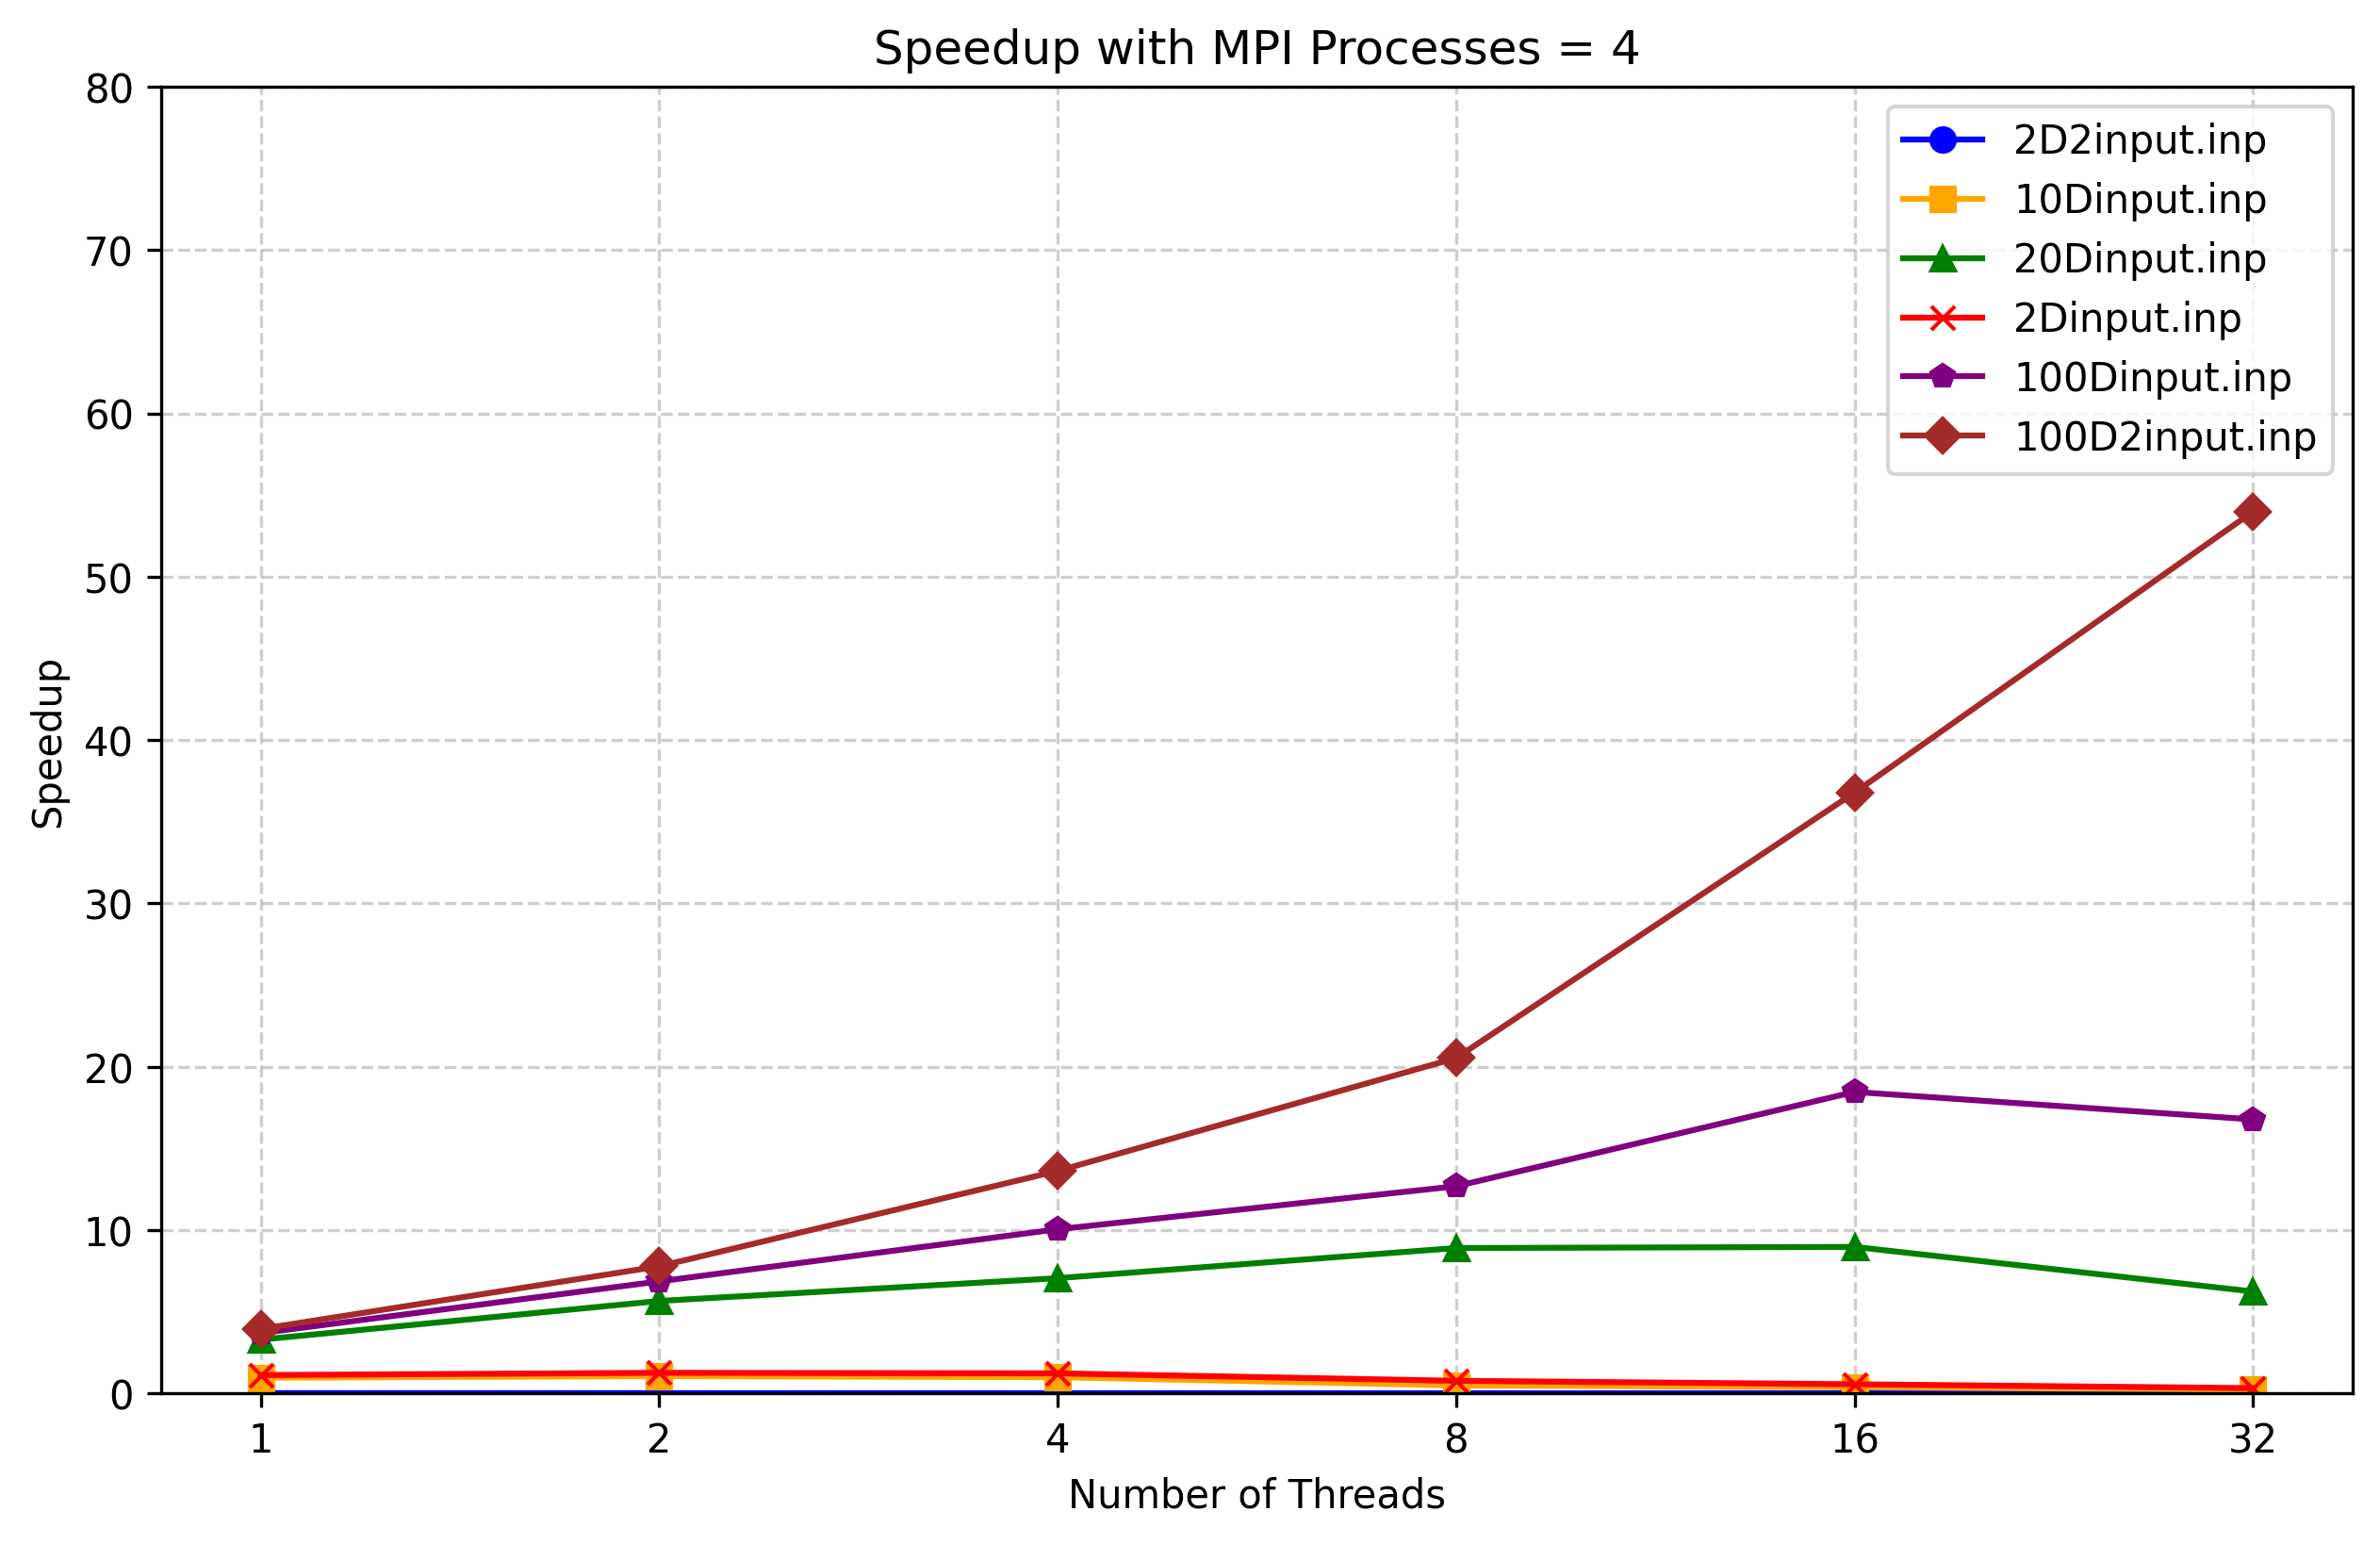 Speedup with MPI Processes = 4
80
70
60
50
40
30
20
10
0
Speedup
2D2input.inp
10Dinput.inp
20Dinput.inp
2Dinput.inp
100Dinput.inp
100D2input.inp
1 2 4 8 16 32
Number of Threads